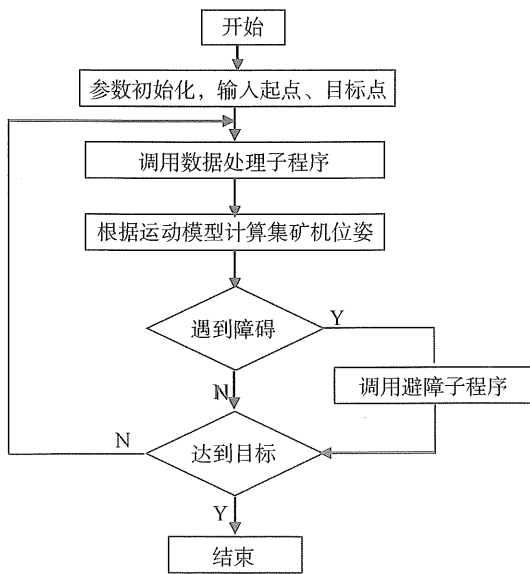 开始
参数初始化，输入起点、目标点
调用数据处理子程序
根据运动模型计算集矿机位姿
遇到障碍
Y
调用避障子程序
N
达到目标
N
Y
结束